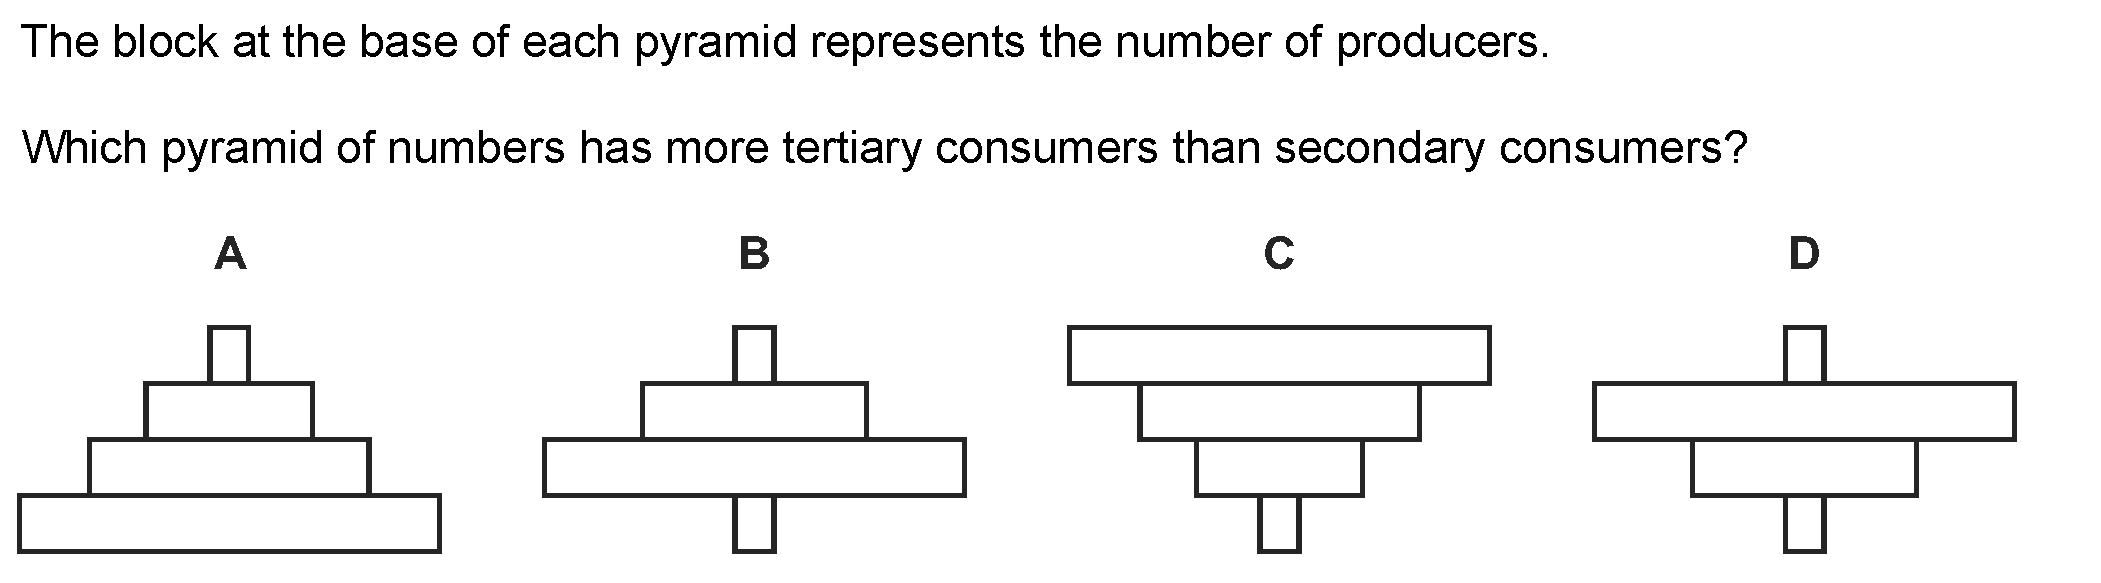 The block at the base of each pyramid represents the number of producers.
Which pyramid of numbers has more tertiary consumers than secondary consumers?
A B C D